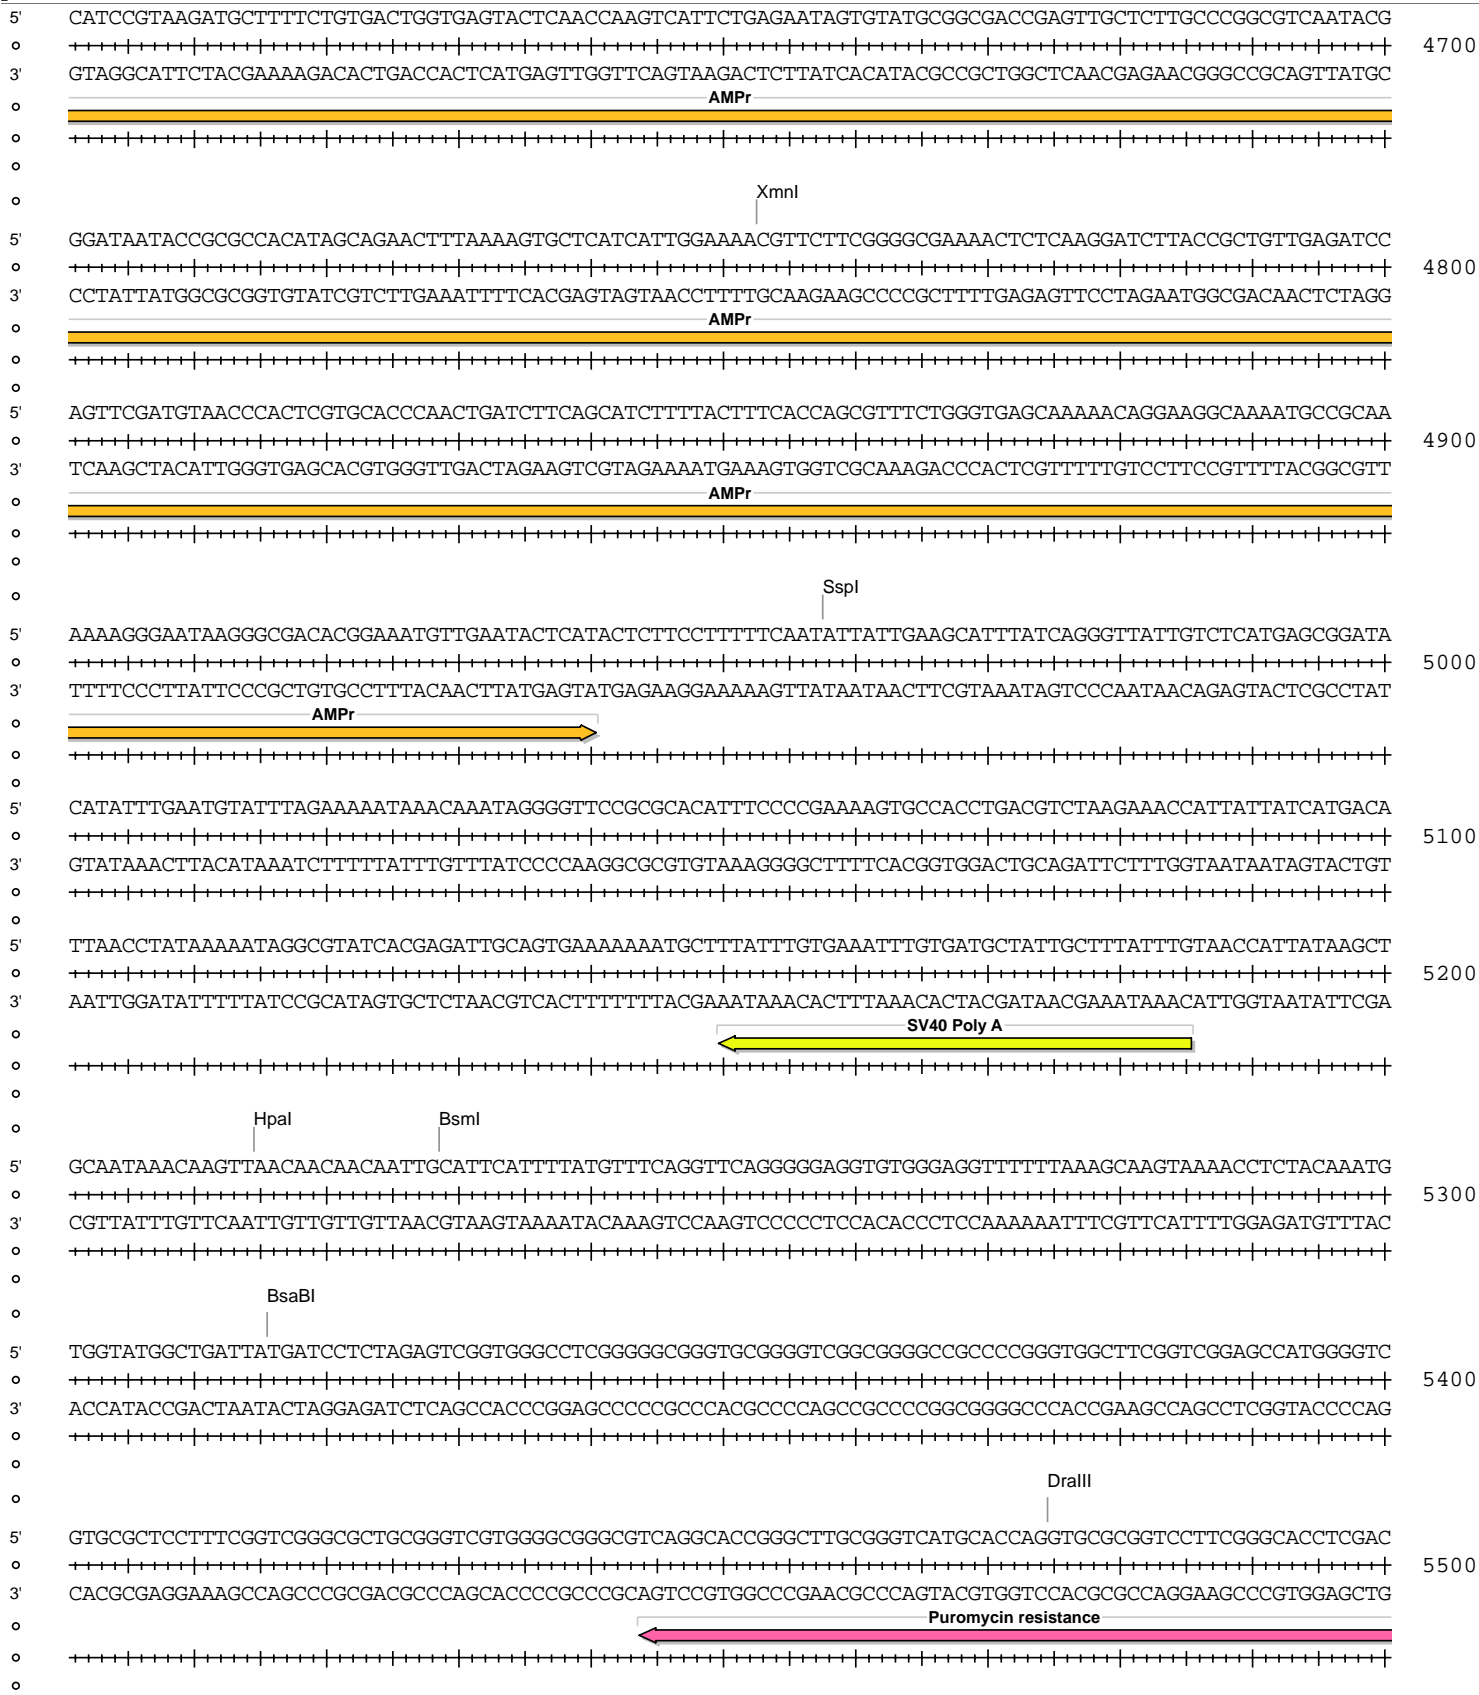 5' CATCCGTAAGATGCTTTTCTGTGACTGGTGAGTACTCAACCAAGTCATTCTGAGAATAGTGTATGCGGCGACCGAGTTGCTCTTGCCCGGCGTCAATACG
4700
3' GTAGGCATTCTACGAAAAGACACTGACCACTCATGAGTTGGTTCAGTAAGACTCTTATCACATACGCCGCTGGCTCAACGAGAACGGGCCGCAGTTATGC
AMPr
XmnI
5' GGATAATACCGCGCCACATAGCAGAACTTTAAAAGTGCTCATCATTGGAAAACGTTCTTCGGGGCGAAAACTCTCAAGGATCTTACCGCTGTTGAGATCC
4800
3' CCTATTATGGCGCGGTGTATCGTCTTGAAATTTTCACGAGTAGTAACCTTTTGCAAGAAGCCCCGCTTTTGAGAGTTCCTAGAATGGCGACAACTCTAGG
AMPr
5' AGTTCGATGTAACCCACTCGTGCACCCAACTGATCTTCAGCATCTTTTACTTTCACCAGCGTTTCTGGGTGAGCAAAAACAGGAAGGCAAAATGCCGCAA
4900
3' TCAAGCTACATTGGGTGAGCACGTGGGTTGACTAGAAGTCGTAGAAAATGAAAGTGGTCGCAAAGACCCACTCGTTTTTGTCCTTCCGTTTTACGGCGTT
AMPr
SspI
5' AAAAGGGAATAAGGGCGACACGGAAATGTTGAATACTCATACTCTTCCTTTTTCAATATTATTGAAGCATTTATCAGGGTTATTGTCTCATGAGCGGATA
5000
3' TTTTCCCTTATTCCCGCTGTGCCTTTACAACTTATGAGTATGAGAAGGAAAAAGTTATAATAACTTCGTAAATAGTCCCAATAACAGAGTACTCGCCTAT
AMPr
5' CATATTTGAATGTATTTAGAAAAATAAACAAATAGGGGTTCCGCGCACATTTCCCCGAAAAGTGCCACCTGACGTCTAAGAAACCATTATTATCATGACA
5100
3' GTATAAACTTACATAAATCTTTTTATTTGTTTATCCCCAAGGCGCGTGTAAAGGGGCTTTTCACGGTGGACTGCAGATTCTTTGGTAATAATAGTACTGT
5' TTAACCTATAAAAATAGGCGTATCACGAGATTGCAGTGAAAAAAATGCTTTATTTGTGAAATTTGTGATGCTATTGCTTTATTTGTAACCATTATAAGCT
5200
3' AATTGGATATTTTTATCCGCATAGTGCTCTAACGTCACTTTTTTTACGAAATAAACACTTTAAACACTACGATAACGAAATAAACATTGGTAATATTCGA
SV40 Poly A
HpaI BsmI
5' GCAATAAACAAGTTAACAACAACAATTGCATTCATTTTATGTTTCAGGTTCAGGGGGAGGTGTGGGAGGTTTTTTAAAGCAAGTAAAACCTCTACAAATG
5300
3' CGTTATTTGTTCAATTGTTGTTGTTAACGTAAGTAAAATACAAAGTCCAAGTCCCCCTCCACACCCTCCAAAAAATTTCGTTCATTTTGGAGATGTTTAC
BsaBI
5' TGGTATGGCTGATTATGATCCTCTAGAGTCGGTGGGCCTCGGGGGCGGGTGCGGGGTCGGCGGGGCCGCCCCGGGTGGCTTCGGTCGGAGCCATGGGGTC
5400
3' ACCATACCGACTAATACTAGGAGATCTCAGCCACCCGGAGCCCCCGCCCACGCCCCAGCCGCCCCGGCGGGGCCCACCGAAGCCAGCCTCGGTACCCCAG
DraIII
5' GTGCGCTCCTTTCGGTCGGGCGCTGCGGGTCGTGGGGCGGGCGTCAGGCACCGGGCTTGCGGGTCATGCACCAGGTGCGCGGTCCTTCGGGCACCTCGAC
5500
3' CACGCGAGGAAAGCCAGCCCGCGACGCCCAGCACCCCGCCCGCAGTCCGTGGCCCGAACGCCCAGTACGTGGTCCACGCGCCAGGAAGCCCGTGGAGCTG
Puromycin resistance